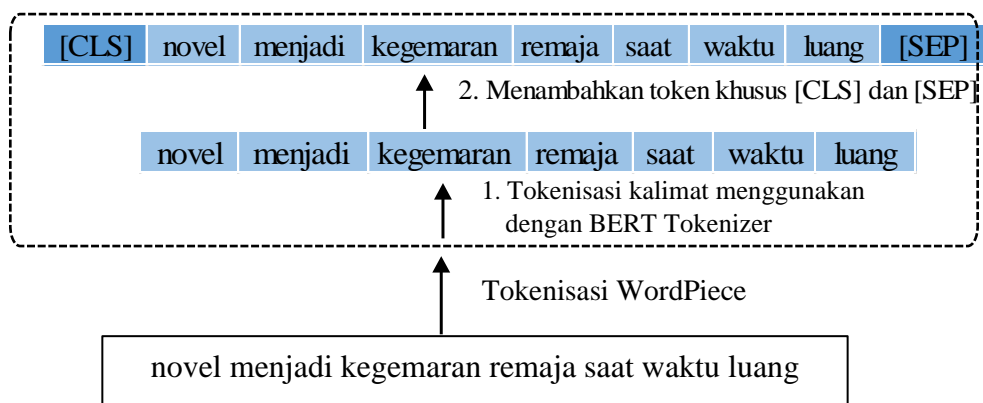 [CLS] novel menjadi kegemaran remaja saat waktu luang [SEP]
2. Menambahkan token khusus [CLS] dan [SEP]
novel menjadi kegemaran remaja saat waktu luang
1. Tokenisasi kalimat menggunakan
dengan BERT Tokenizer
Tokenisasi WordPiece
novel menjadi kegemaran remaja saat waktu luang